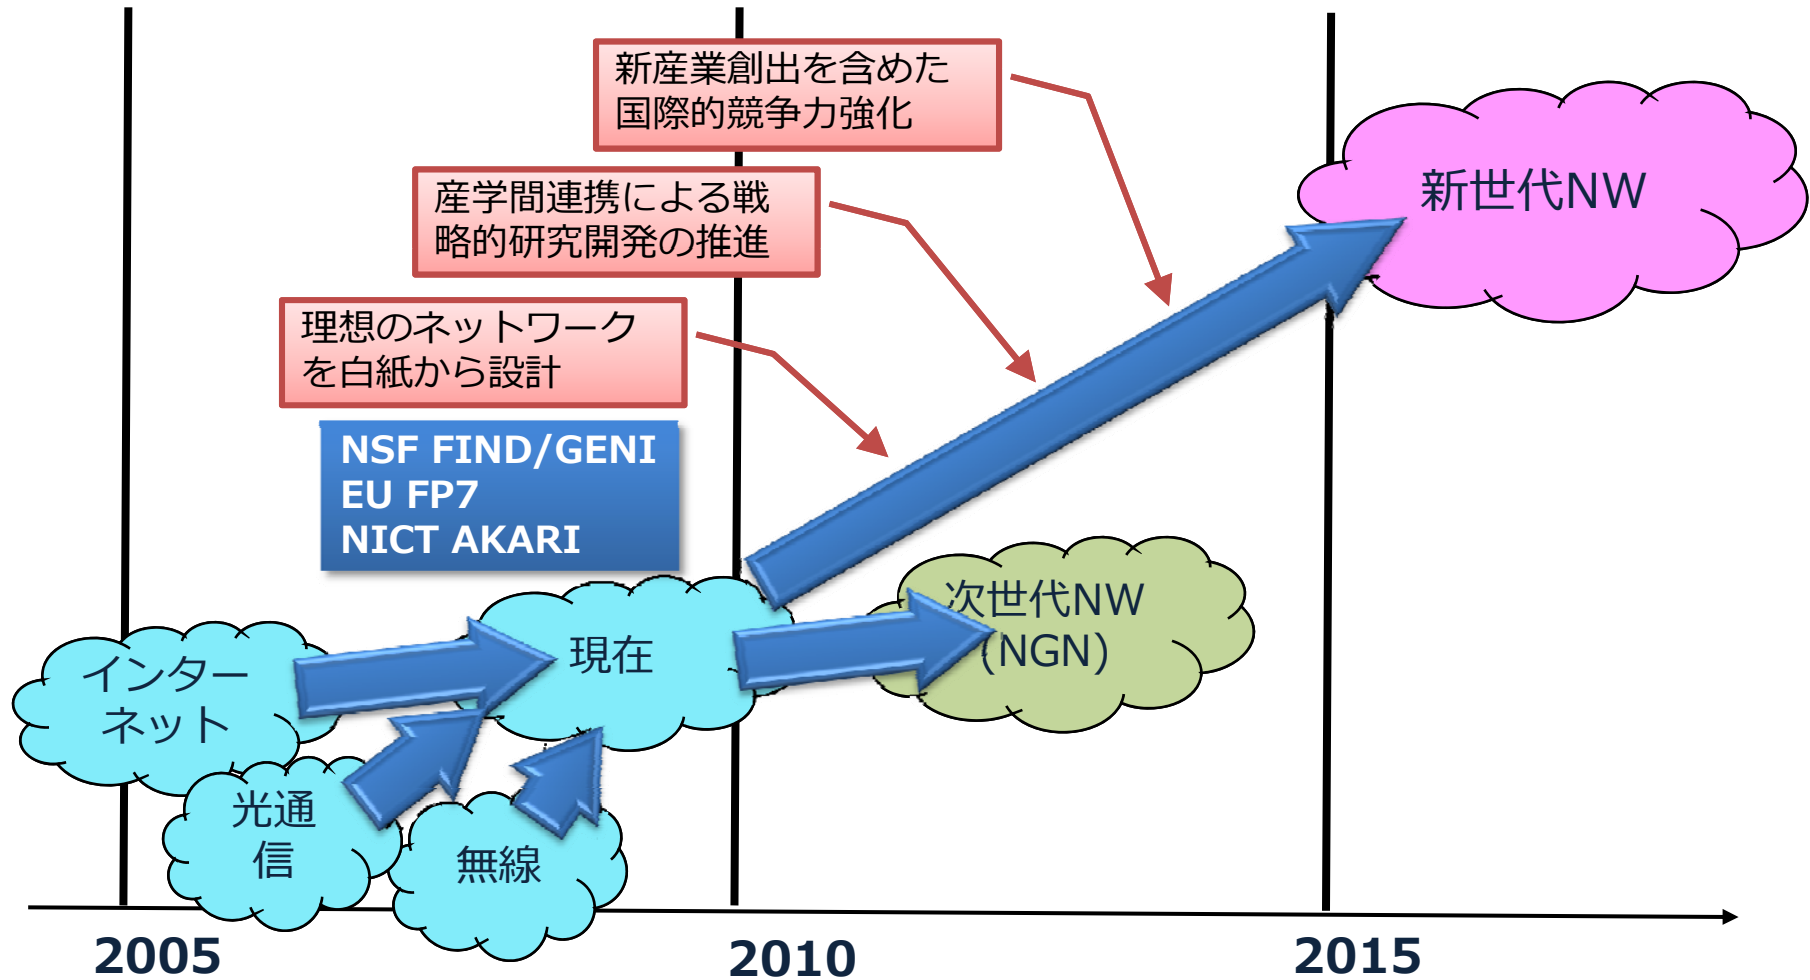 新産業創出を含めた
国際的競争力強化
産学間連携による戦
略的研究開発の推進
新世代NW
理想のネットワーク
を白紙から設計
NSF FIND/GENI
EU FP7
NICT AKARI
次世代NW
(NGN)
現在
インター
ネット
光通
信
無線
2005
2010
2015